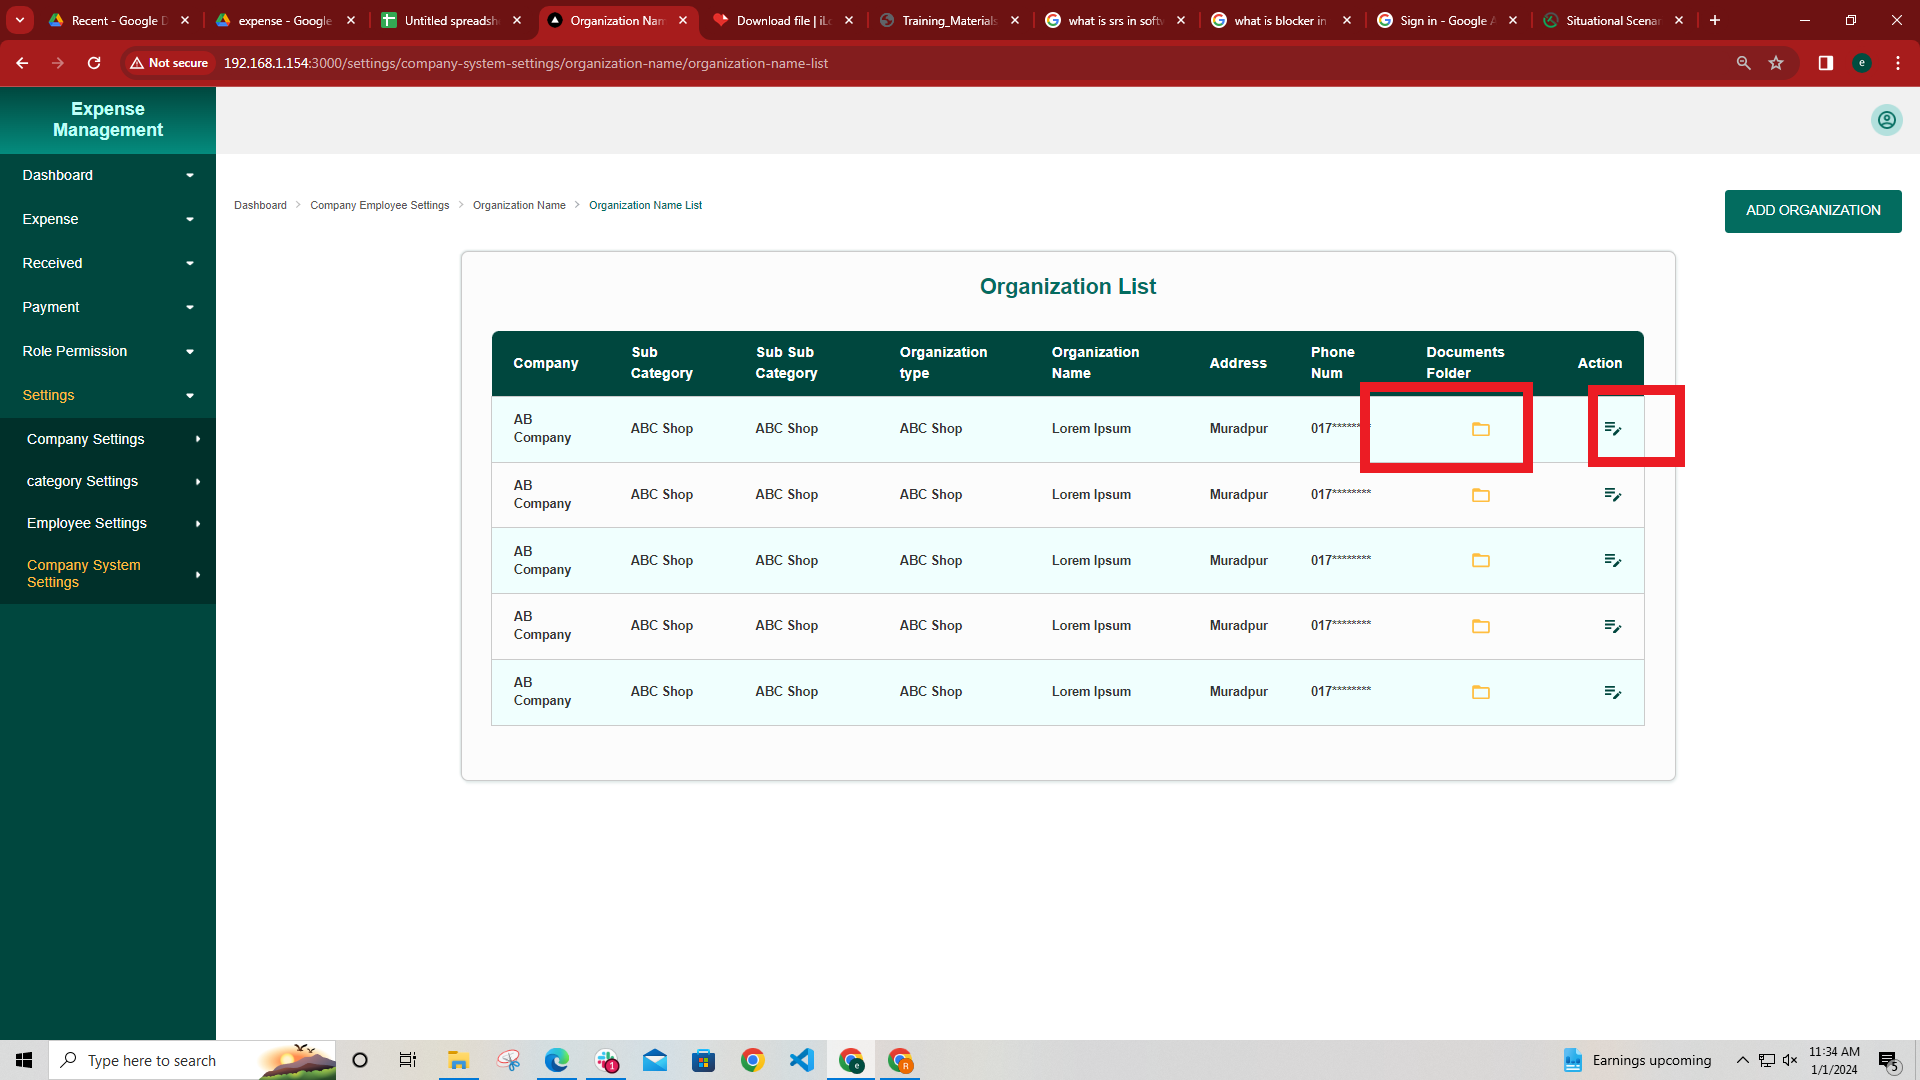 Recent - Google D
expense - Google
Untitled spreadsh
Organization Nam
Download file | iLo
Training_Materials
what is srs in softw
what is blocker in
Sign in - Google A
Situational Scenar
Not secure
192.168.1.154:3000/settings/company-system-settings/organization-name/organization-name-list
e
Expense
Management
Dashboard
Expense
Received
Payment
Role Permission
Settings
Company Settings
category Settings
Employee Settings
Company System
Settings
Dashboard > Company Employee Settings > Organization Name > Organization Name List
ADD ORGANIZATION
Organization List
Company Sub Category Sub Sub Category Organization type Organization Name Address Phone Num Documents Folder Action
AB Company ABC Shop ABC Shop ABC Shop Lorem Ipsum Muradpur 017********
AB Company ABC Shop ABC Shop ABC Shop Lorem Ipsum Muradpur 017********
AB Company ABC Shop ABC Shop ABC Shop Lorem Ipsum Muradpur 017********
AB Company ABC Shop ABC Shop ABC Shop Lorem Ipsum Muradpur 017********
AB Company ABC Shop ABC Shop ABC Shop Lorem Ipsum Muradpur 017********
Type here to search
1
e
R
Earnings upcoming
11:34 AM
1/1/2024
5